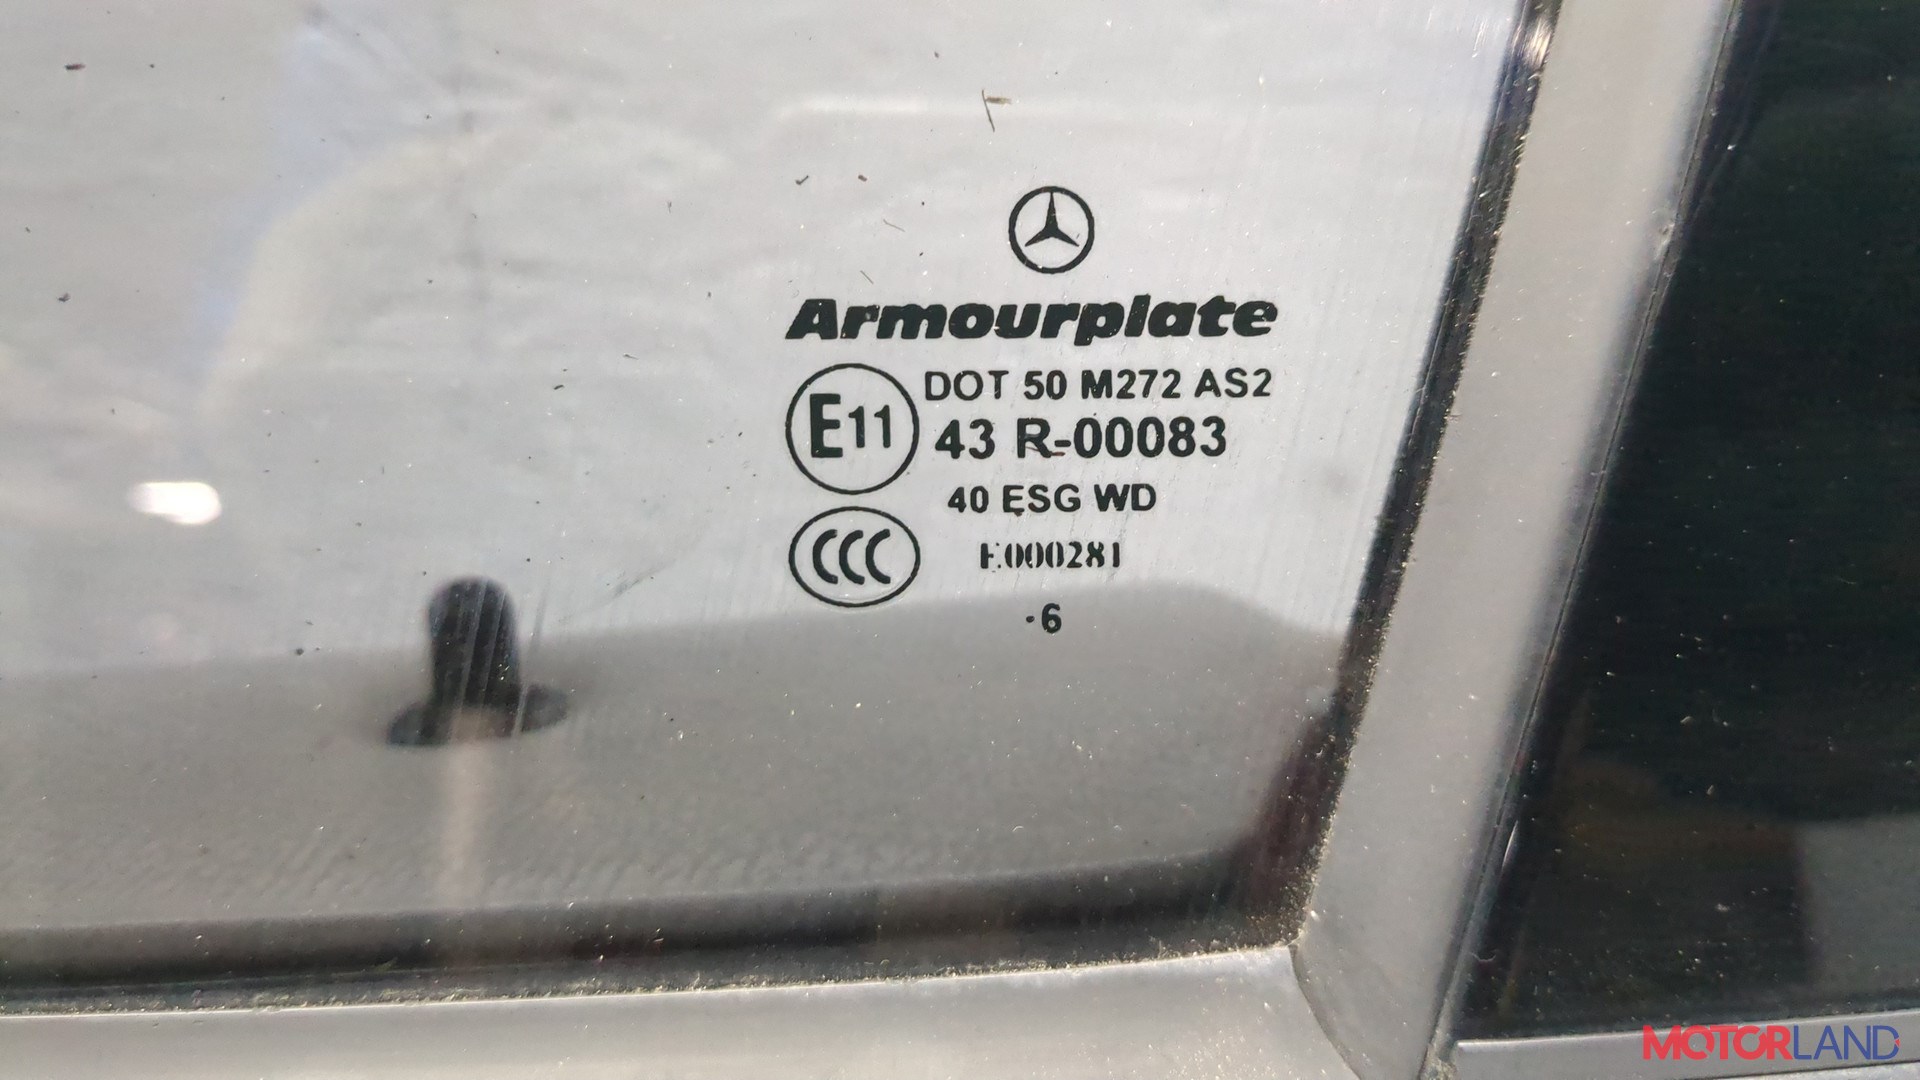 Armourplate
DOT 50 M272 AS2
E11
43 R-00083
40 ESG WD
CCC
E000281
·6
MOTORLAND